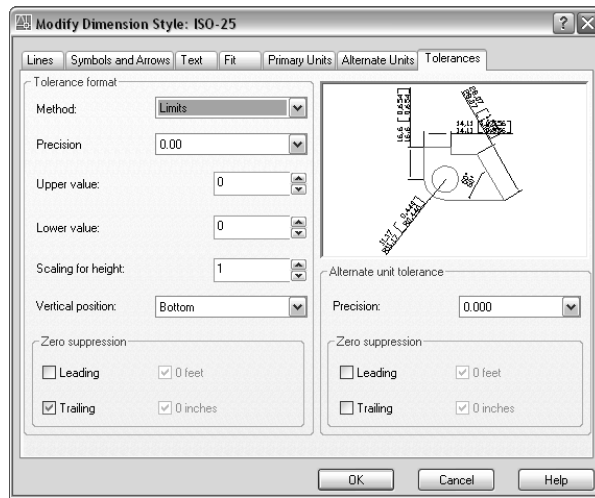 Modify Dimension Style: ISO-25
Lines
Symbols and Arrows
Text
Fit
Primary Units
Alternate Units
Tolerances
Tolerance format
Method:
Limits
Precision
0.00
Upper value:
0
Lower value:
0
Scaling for height:
1
Vertical position:
Bottom
Zero suppression
Leading
0 feet
Trailing
0 inches
Alternate unit tolerance
Precision:
0.000
Zero suppression
Leading
0 feet
Trailing
0 inches
OK
Cancel
Help